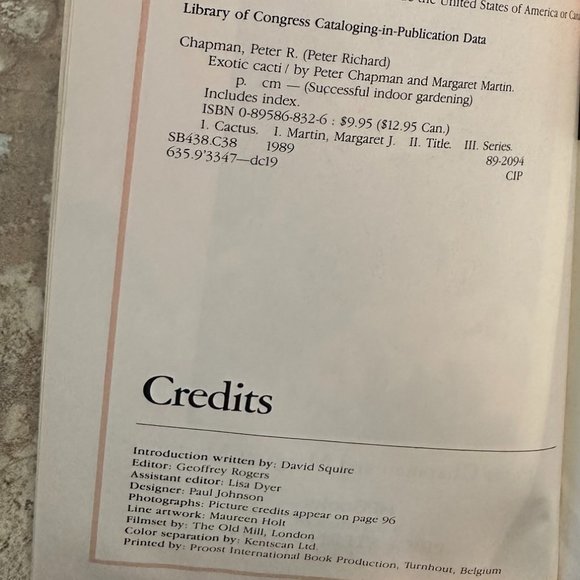 the United States of America or
Library of Congress Cataloging-in-Publication Data
Chapman, Peter R. (Peter Richard)
Exotic cacti / by Peter Chapman and Margaret Martin.
p. cm — (Successful indoor gardening)
Includes index.
ISBN 0-89586-832-6 : $9.95 ($12.95 Can.)
1. Cactus. I. Martin, Margaret J. II. Title. III. Series.
SB438.C38 1989 89-2094
635.9'3347—dc19 CIP
Credits
Introduction written by: David Squire
Editor: Geoffrey Rogers
Assistant editor: Lisa Dyer
Designer: Paul Johnson
Photographs: Picture credits appear on page 96
Line artwork: Maureen Holt
Filmset by: The Old Mill, London
Color separation by: Kentscan Ltd.
Printed by: Proost International Book Production, Turnhout, Belgium